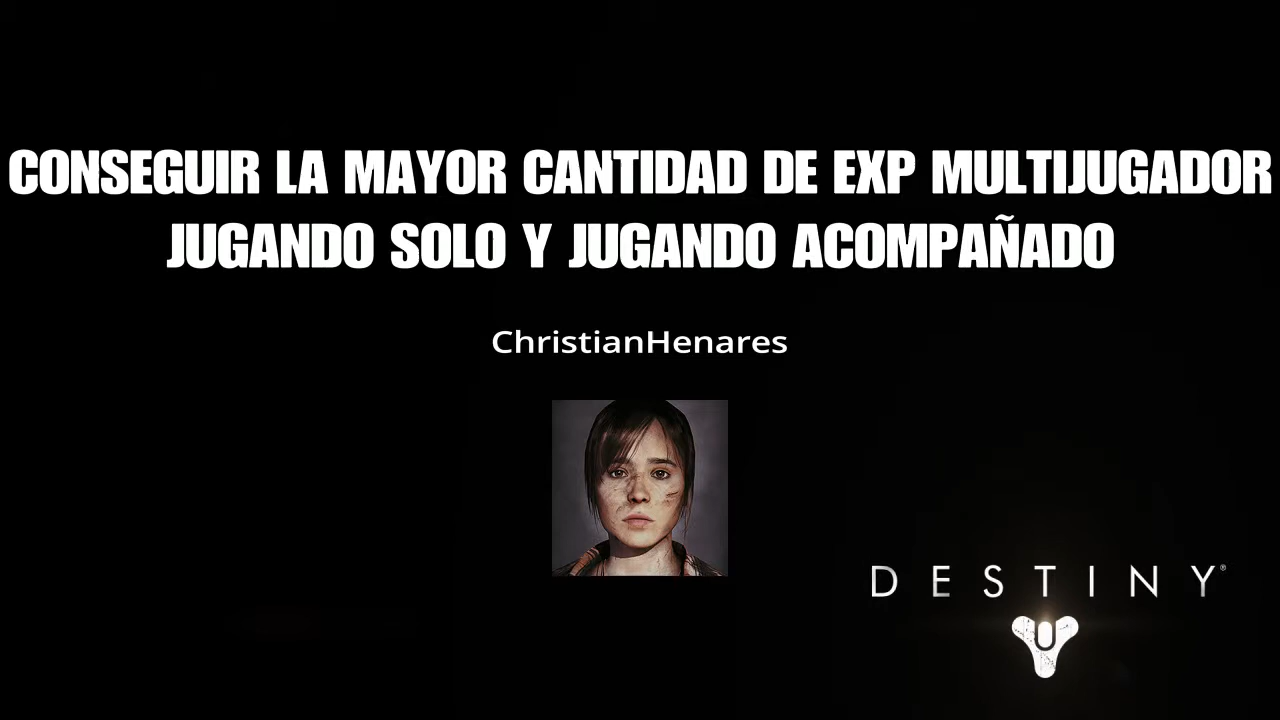 CONSEGUIR LA MAYOR CANTIDAD DE EXP MULTIJUGADOR
JUGANDO SOLO Y JUGANDO ACOMPAÑADO
ChristianHenares
DESTINY®